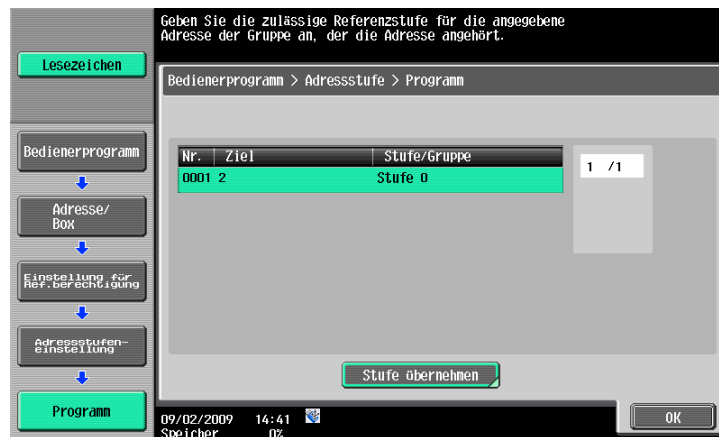 Geben Sie die zulässige Referenzstufe für die angegebene
Adresse der Gruppe an, der die Adresse angehört.
Lesezeichen
Bedienerprogramm > Adressstufe > Programm
Bedienerprogramm
Adresse/
Box
Einstellung für
Ref.berechtigung
Adressstufen-
einstellung
Programm
Nr. Ziel Stufe/Gruppe
0001 2 Stufe 0
1 /1
Stufe übernehmen
09/02/2009 14:41
Speicher 0%
OK